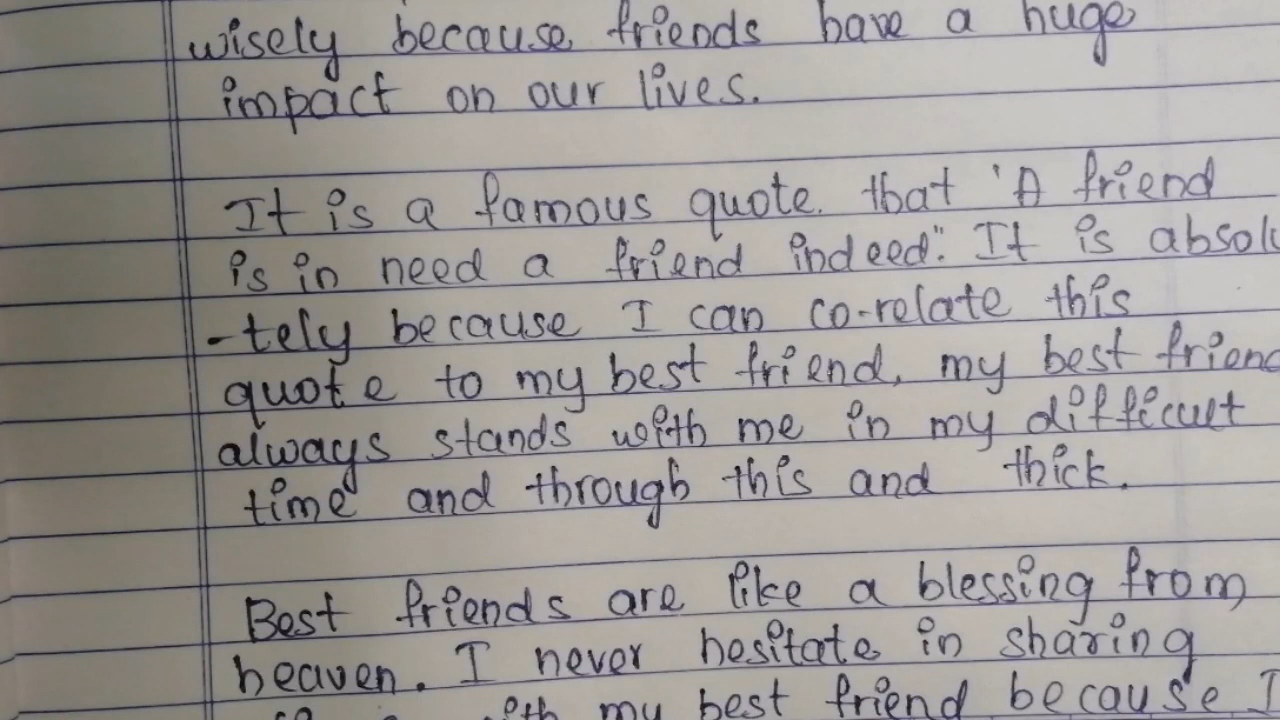 wisely because friends have a huge
impact on our lives.
It is a famous quote. that 'A friend
is in need a friend indeed". It is absolu
-tely because I can co-relate this
quote to my best friend, my best friend
always stands with me in my difficult
time and through this and thick.
Best friends are like a blessing from
heaven. I never hesitate in sharing
with my best friend because I